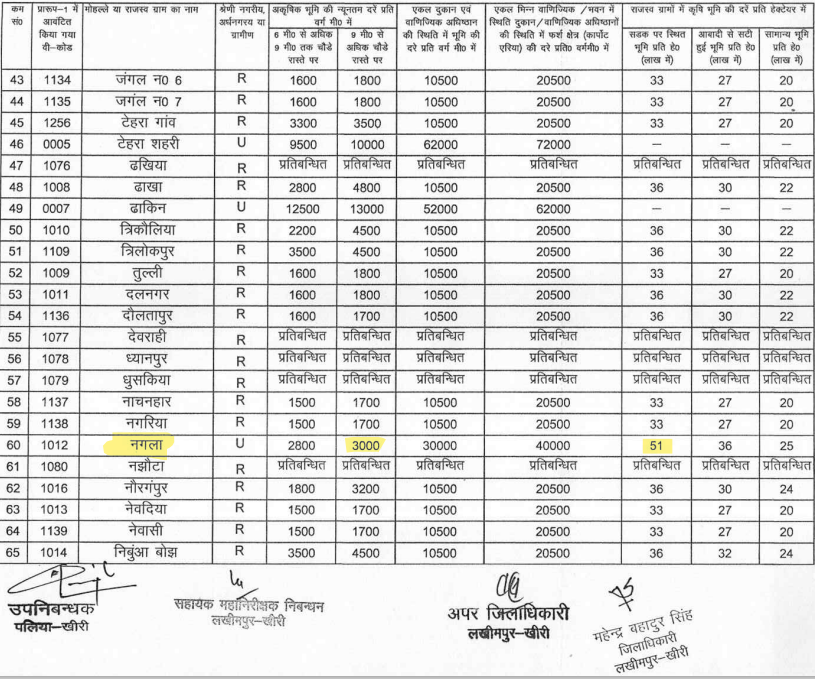 कम सं0 | प्रारूप–1 में आवंटित किया गया वी–कोड | मोहल्ले या राजस्व ग्राम का नाम | श्रेणी नगरीय, अर्धनगरय या ग्रामीण | अकृषिक भूमि की न्यूनतम दरें प्रति वर्ग मी0 में | एकल दुकान एवं वाणिज्यिक अधिष्ठान की स्थिति में भूमि की दरे प्रति वर्ग मी0 में | एकल भिन्न वाणिज्यिक /भवन में स्थिति दुकान/वाणिज्यिक अधिष्ठानों की स्थिति में फर्श क्षेत्र (कार्पोट एरिया) की दरे प्रति0 वर्गमी0 में | राजस्व ग्रामों में कृषि भूमि की दरें प्रति हेक्टेयर में
6 मी0 से अधिक 9 मी0 तक चौडे रास्ते पर | 9 मी0 से अधिक चौडे रास्ते पर | सडक पर स्थित भूमि प्रति हे0 (लाख में) | आबादी से सटी हुई भूमि प्रति हे0 (लाख में) | सामान्य भूमि प्रति हे0 (लाख में)
43 1134 जंगल न0 6 R 1600 1800 10500 20500 33 27 20
44 1135 जगंल न0 7 R 1600 1800 10500 20500 33 27 20
45 1256 टेहरा गांव R 3300 3500 10500 20500 33 27 20
46 0005 टेहरा शहरी U 9500 10000 62000 72000 – – –
47 1076 ढखिया R प्रतिबन्धित प्रतिबन्धित प्रतिबन्धित प्रतिबन्धित प्रतिबन्धित प्रतिबन्धित प्रतिबन्धित
48 1008 ढाखा R 2800 4800 10500 20500 36 30 22
49 0007 ढाकिन U 12500 13000 52000 62000 – – –
50 1010 त्रिकौलिया R 2200 4500 10500 20500 36 30 22
51 1109 त्रिलोकपुर R 3500 4500 10500 20500 36 30 22
52 1009 तुल्ली R 1600 1800 10500 20500 33 27 20
53 1011 दलनगर R 1600 1800 10500 20500 36 30 22
54 1136 दौलतापुर R 1600 1700 10500 20500 36 30 22
55 1077 देवराही R प्रतिबन्धित प्रतिबन्धित प्रतिबन्धित प्रतिबन्धित प्रतिबन्धित प्रतिबन्धित प्रतिबन्धित
56 1078 ध्यानपुर R प्रतिबन्धित प्रतिबन्धित प्रतिबन्धित प्रतिबन्धित प्रतिबन्धित प्रतिबन्धित प्रतिबन्धित
57 1079 धुसकिया R प्रतिबन्धित प्रतिबन्धित प्रतिबन्धित प्रतिबन्धित प्रतिबन्धित प्रतिबन्धित प्रतिबन्धित
58 1137 नाचनहार R 1500 1700 10500 20500 33 27 20
59 1138 नगरिया R 1500 1700 10500 20500 33 27 20
60 1012 नगला U 2800 3000 30000 40000 51 36 25
61 1080 नझौटा R प्रतिबन्धित प्रतिबन्धित प्रतिबन्धित प्रतिबन्धित प्रतिबन्धित प्रतिबन्धित प्रतिबन्धित
62 1016 नौरगंपुर R 1800 3200 10500 20500 36 30 24
63 1013 नेवदिया R 1500 1700 10500 20500 33 27 20
64 1139 नेवासी R 1500 1700 10500 20500 33 27 20
65 1014 निबुंआ बोझ R 3500 4500 10500 20500 36 32 24
उपनिबन्धक
पलिया–खीरी
सहायक महानिरीक्षक निबन्धन
लखीमपुर–खीरी
अपर जिलाधिकारी
लखीमपुर–खीरी
महेन्द्र बहादुर सिंह
जिलाधिकारी
लखीमपुर–खीरी